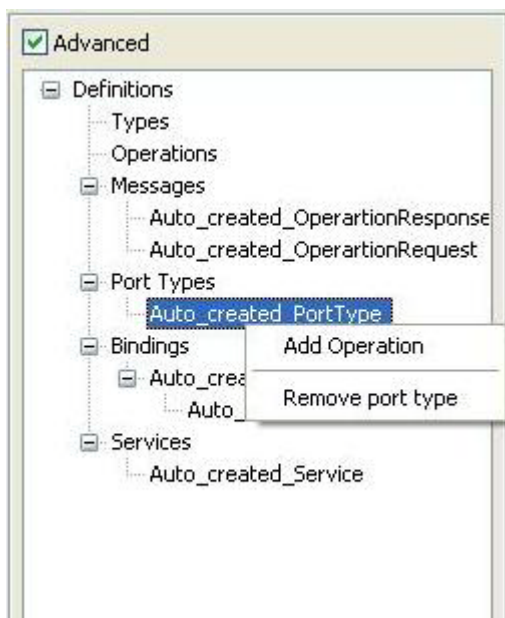 Advanced
Definitions
Types
Operations
Messages
Auto_created_OperartionResponse
Auto_created_OperartionRequest
Port Types
Auto_created_PortType
Bindings
Add Operation
Auto_crea
Remove port type
Auto_
Services
Auto_created_Service